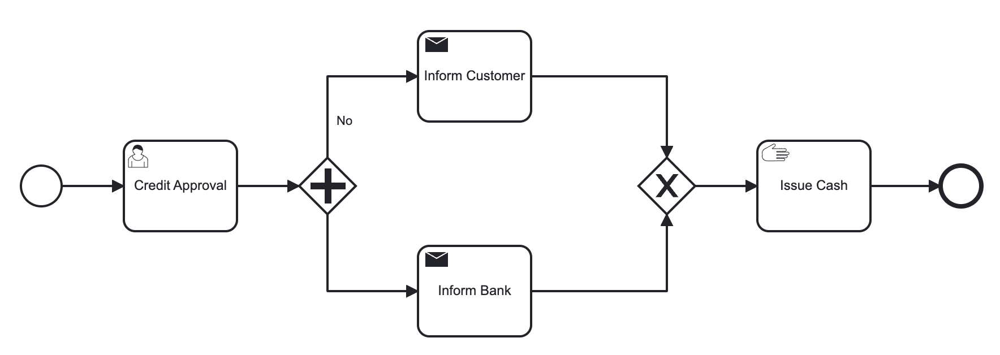 Inform Customer
No
Credit Approval
Issue Cash
Inform Bank